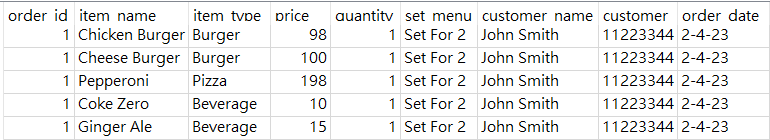 order id item name item type price quantity set menu customer name customer order date
1 Chicken Burger Burger 98 1 Set For 2 John Smith 11223344 2-4-23
1 Cheese Burger Burger 100 1 Set For 2 John Smith 11223344 2-4-23
1 Pepperoni Pizza 198 1 Set For 2 John Smith 11223344 2-4-23
1 Coke Zero Beverage 10 1 Set For 2 John Smith 11223344 2-4-23
1 Ginger Ale Beverage 15 1 Set For 2 John Smith 11223344 2-4-23